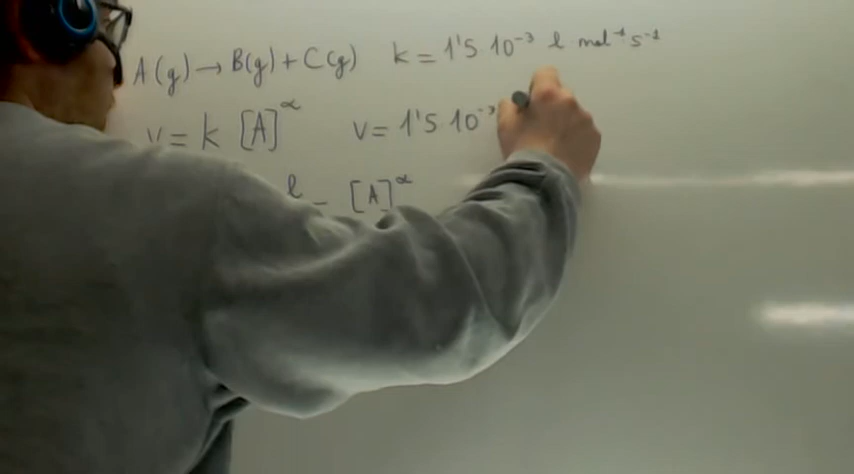 A(g) → B(g) + C(g) k = 1'5 10⁻³ l mol⁻¹ s⁻¹
v = k [A]^α v = 1'5 10⁻³
l [A]^α